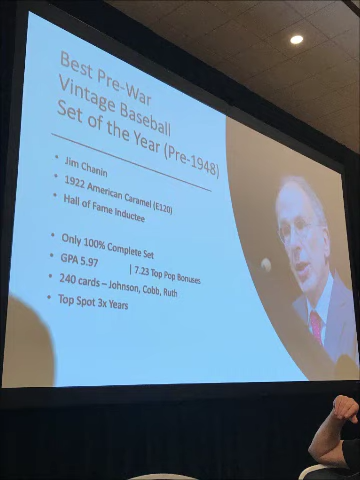 Best Pre-War
Vintage Baseball
Set of the Year (Pre-1948)
• Jim Chanin
• 1922 American Caramel (E120)
• Hall of Fame Inductee
• Only 100% Complete Set
• GPA 5.97 | 7.23 Top Pop Bonuses
• 240 cards – Johnson, Cobb, Ruth
• Top Spot 3x Years